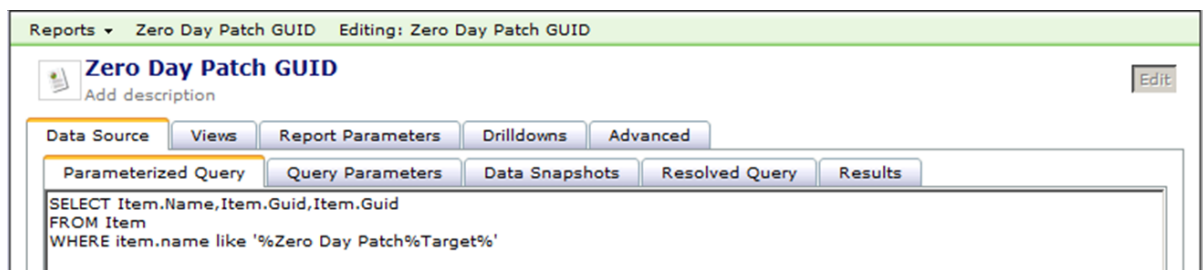 Reports Zero Day Patch GUID Editing: Zero Day Patch GUID
Zero Day Patch GUID
Edit
Add description
Data Source Views Report Parameters Drilldowns Advanced
Parameterized Query Query Parameters Data Snapshots Resolved Query Results
SELECT Item.Name,Item.Guid,Item.Guid
FROM Item
WHERE item.name like '%Zero Day Patch%Target%'